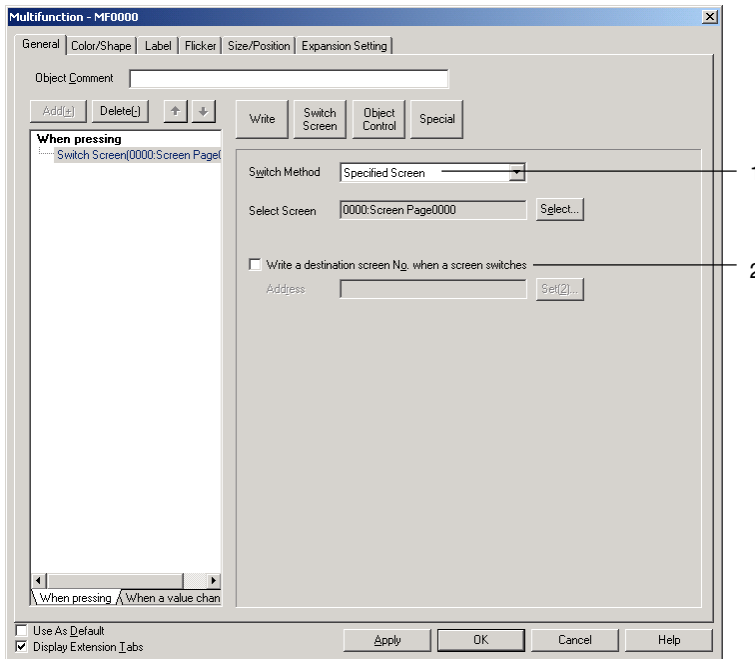 Multifunction - MF0000
General Color/Shape Label Flicker Size/Position Expansion Setting
Object Comment
Add(+) Delete(-)
Write Switch Screen Object Control Special
When pressing
Switch Screen(0000:Screen Page(
Switch Method Specified Screen 1
Select Screen 0000:Screen Page0000 Select...
Write a destination screen No. when a screen switches 2
Address Set(2)...
When pressing When a value chan
Use As Default
Display Extension Tabs
Apply OK Cancel Help